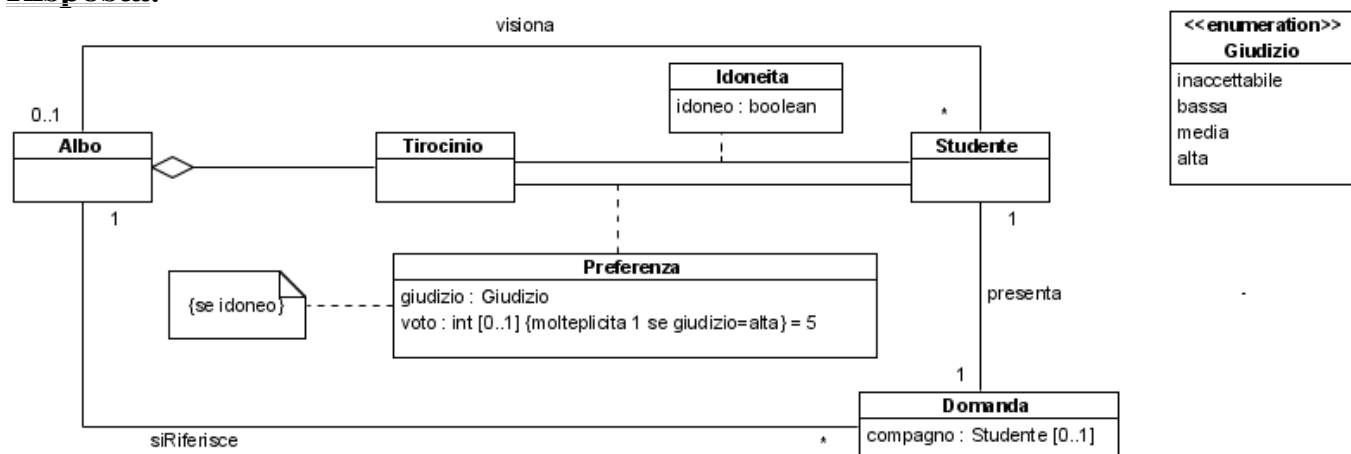 Risposta:
visiona
<<enumeration>>
Giudizio
inaccettabile
bassa
media
alta
Idoneita
idoneo : boolean
0..1
*
Albo
Tirocinio
Studente
1
1
Preferenza
giudizio : Giudizio
voto : int [0..1] {molteplicita 1 se giudizio=alta} = 5
{se idoneo}
presenta
-
1
Domanda
compagno : Studente [0..1]
siRiferisce
*